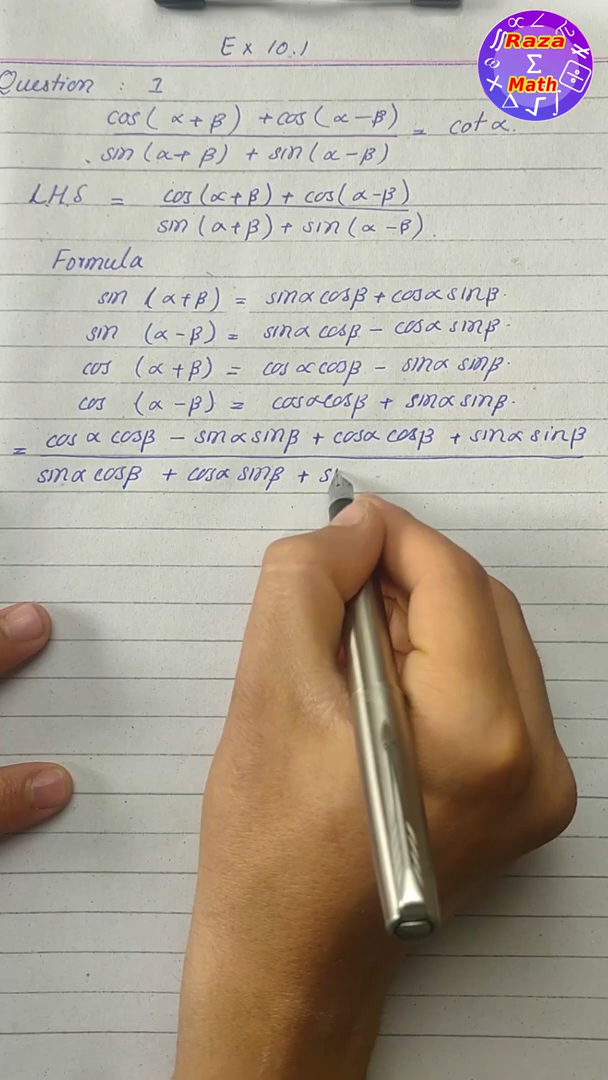 Ex 10.1
Raza
Math
Question : 1
cos(α+β) + cos(α-β)
sin(α+β) + sin(α-β)
= cot α.
LHS = cos(α+β) + cos(α-β)
sin(α+β) + sin(α-β).
Formula
sin (α+β) = sinα cosβ + cosα sinβ.
sin (α-β) = sinα cosβ - cosα sinβ.
cos (α+β) = cosα cosβ - sinα sinβ.
cos (α-β) = cosα cosβ + sinα sinβ.
= cosα cosβ - sinα sinβ + cosα cosβ + sinα sinβ
sinα cosβ + cosα sinβ + s